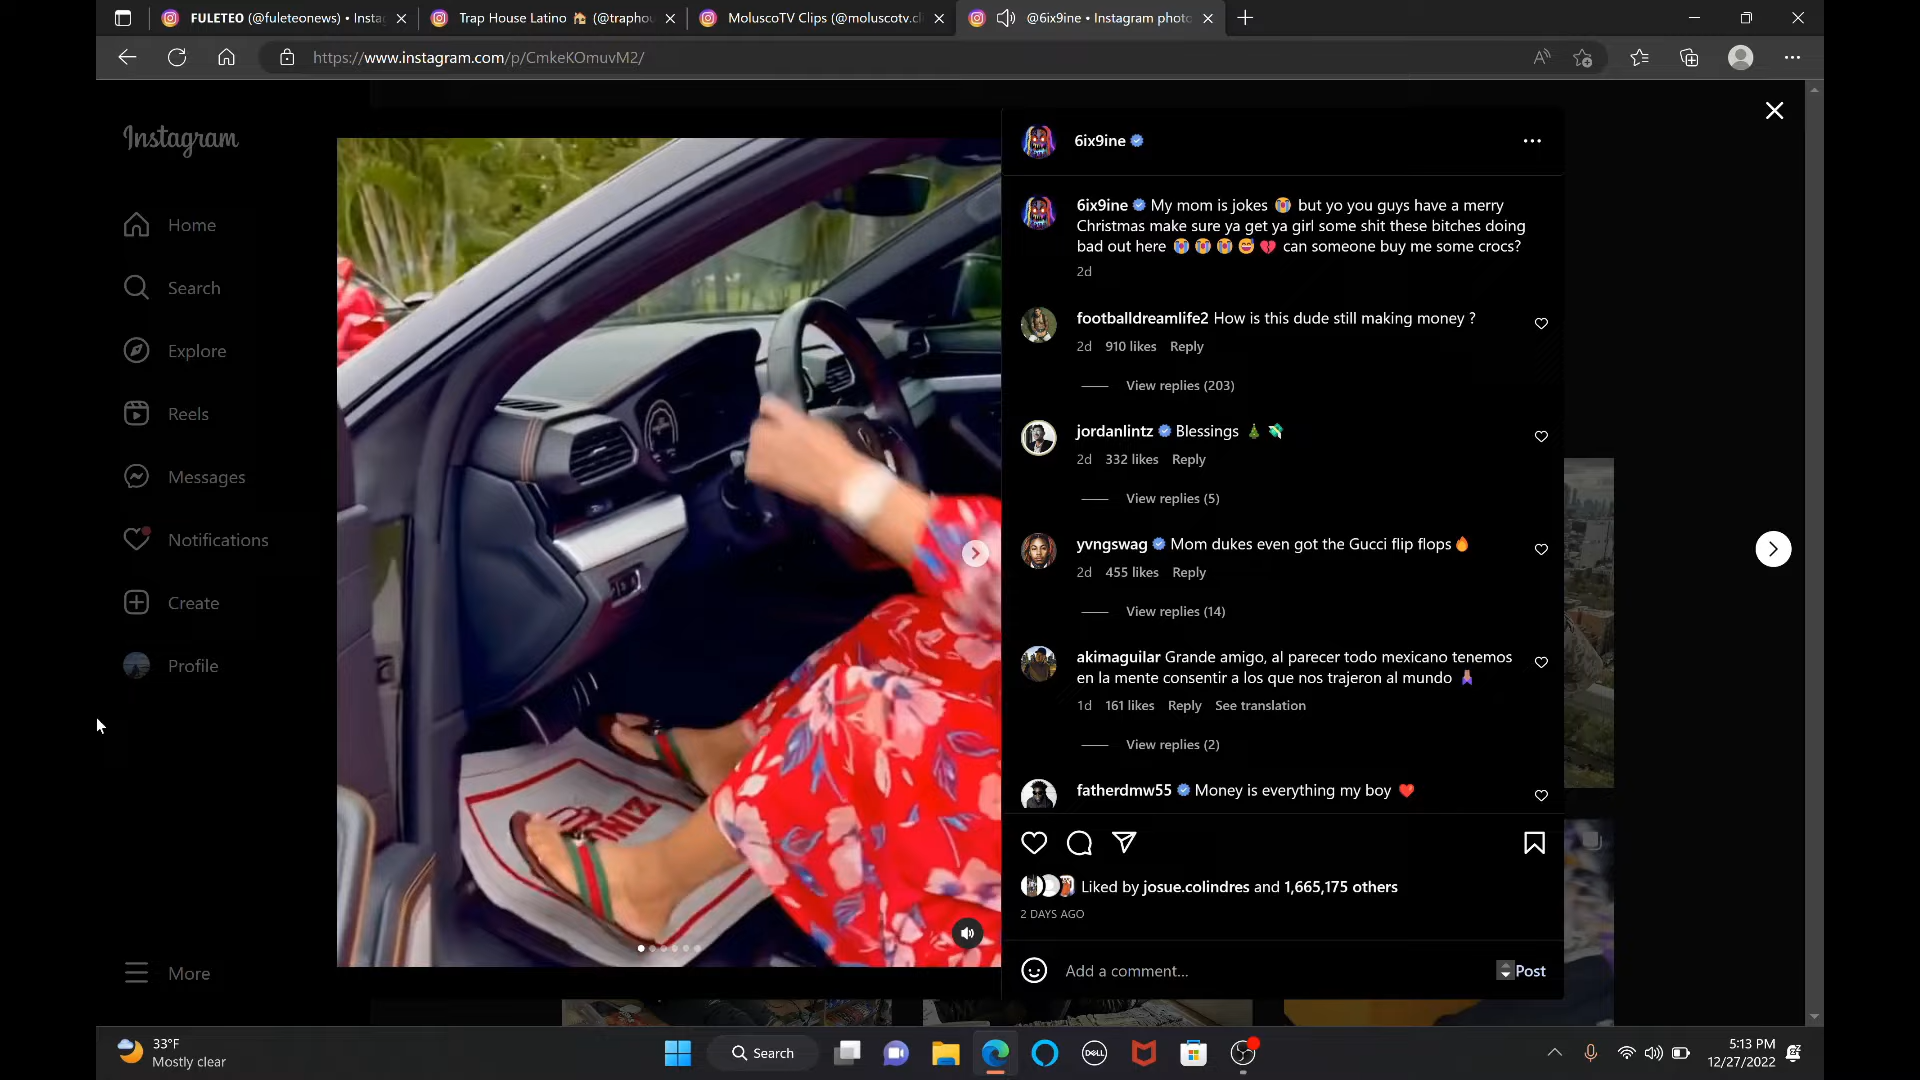 FULETEO (@fuleteonews) • Insta
Trap House Latino 🏠 (@traphou
MoluscoTV Clips (@moluscotv.cl
@6ix9ine • Instagram photo
https://www.instagram.com/p/CmkeKOmuvM2/
Instagram
Home
Search
Explore
Reels
Messages
Notifications
Create
Profile
More
6ix9ine
6ix9ine My mom is jokes 😭 but yo you guys have a merry
Christmas make sure ya get ya girl some shit these bitches doing
bad out here 😭😭😭😅💔 can someone buy me some crocs?
2d
footballdreamlife2 How is this dude still making money ?
2d 910 likes Reply
View replies (203)
jordanlintz Blessings 🎄💸
2d 332 likes Reply
View replies (5)
yvngswag Mom dukes even got the Gucci flip flops🔥
2d 455 likes Reply
View replies (14)
akimaguilar Grande amigo, al parecer todo mexicano tenemos
en la mente consentir a los que nos trajeron al mundo
1d 161 likes Reply See translation
View replies (2)
fatherdmw55 Money is everything my boy ❤️
Liked by josue.colindres and 1,665,175 others
2 DAYS AGO
Add a comment...
Post
33°F
Mostly clear
Search
DELL
5:13 PM
12/27/2022